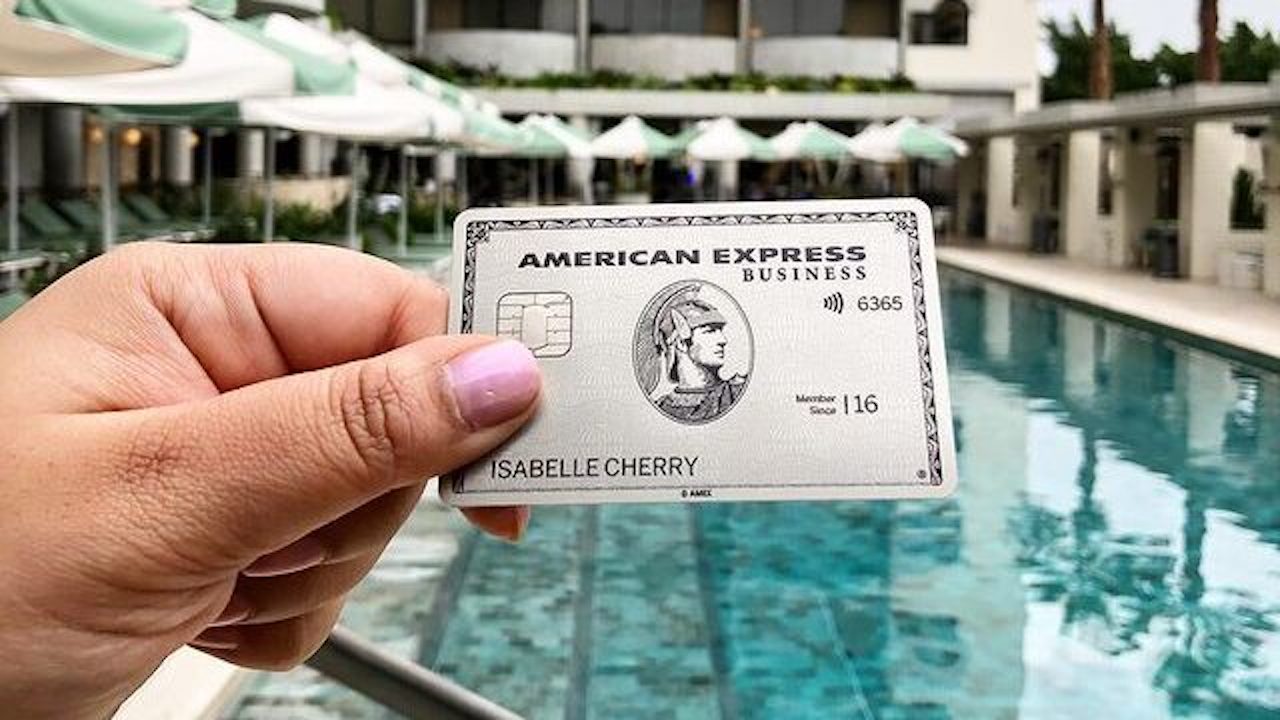 AMERICAN EXPRESS
BUSINESS
6365
Member
Since
16
ISABELLE CHERRY
® AMEX